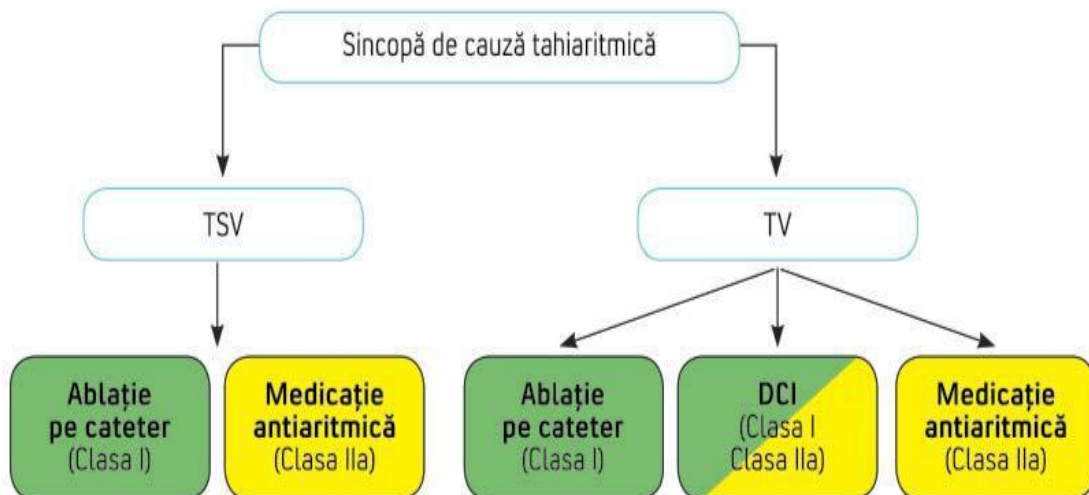 Sincopă de cauză tahiaritmică
TSV
TV
Ablație
pe cateter
(Clasa I)
Medicație
antiaritmică
(Clasa IIa)
Ablație
pe cateter
(Clasa I)
DCI
(Clasa I
Clasa IIa)
Medicație
antiaritmică
(Clasa IIa)